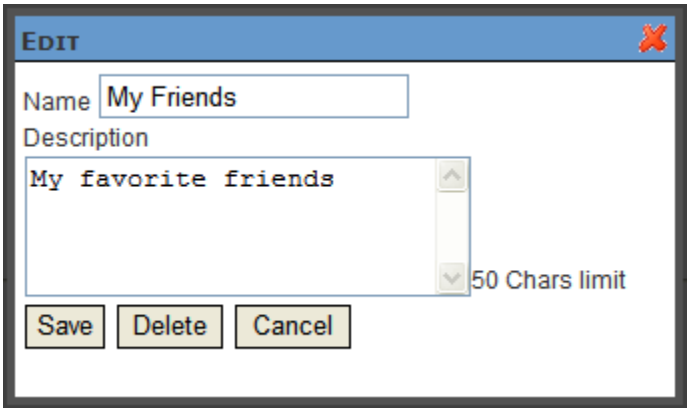 EDIT
Name My Friends
Description
My favorite friends
50 Chars limit
Save Delete Cancel